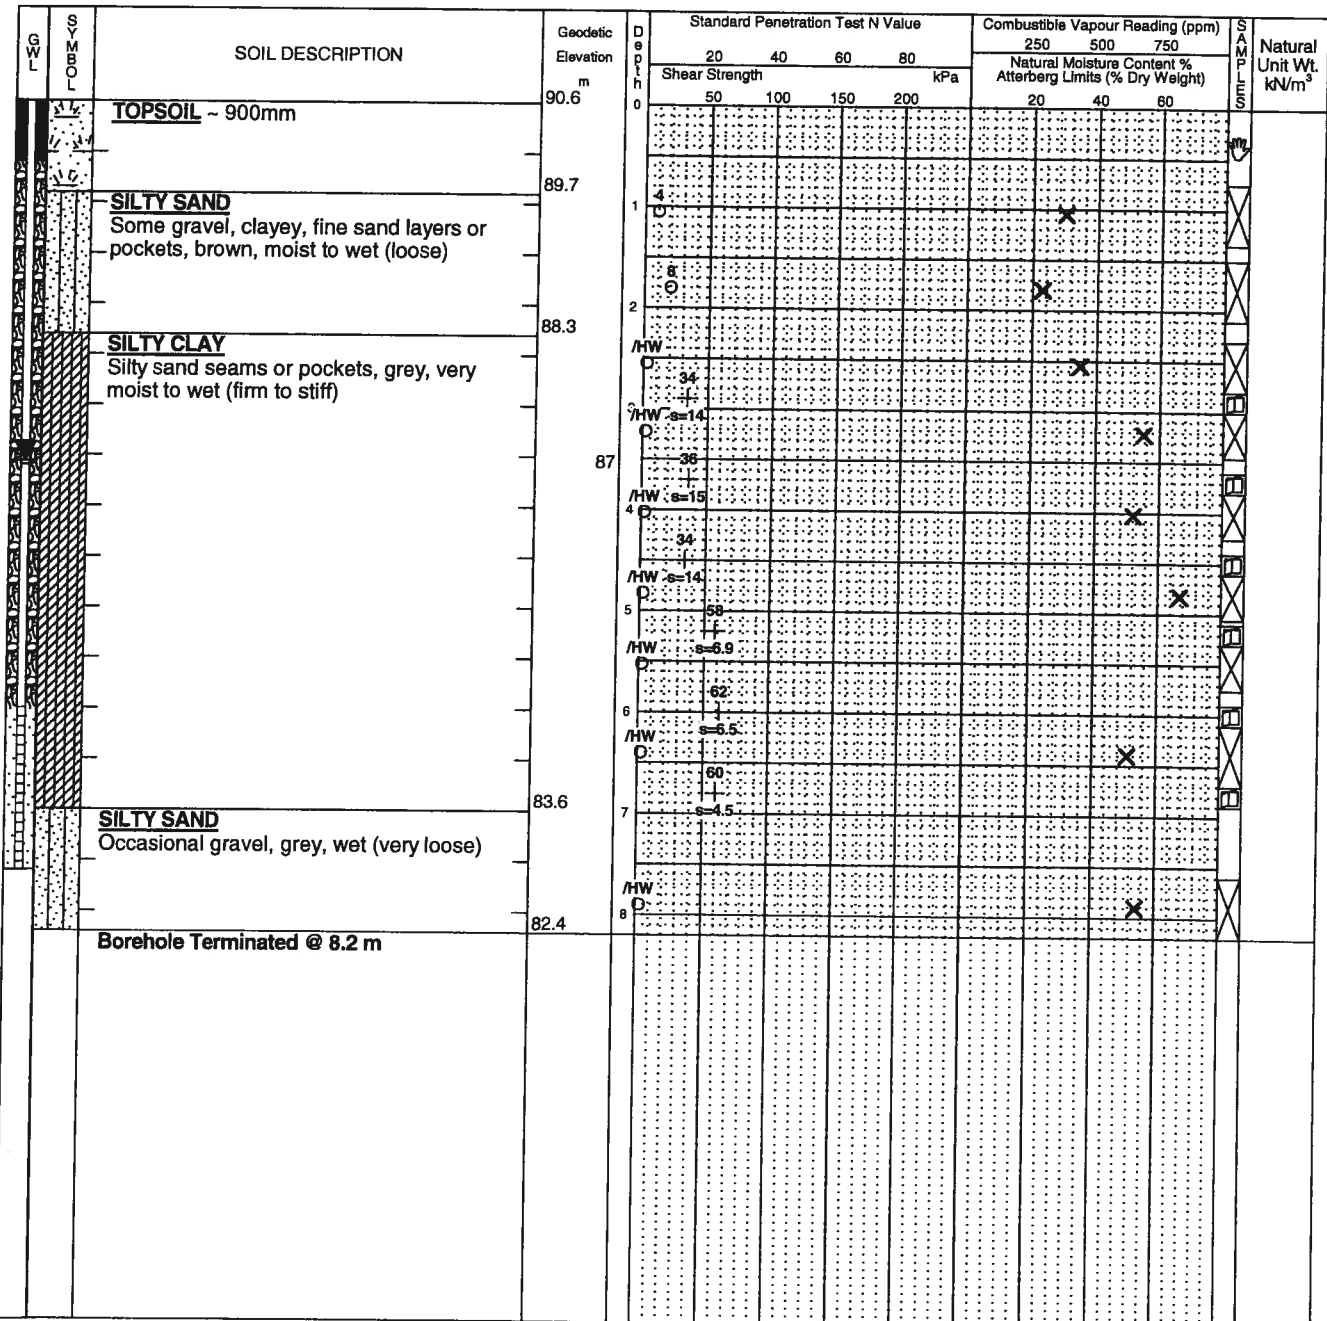 GWL
SYMBOL
SOIL DESCRIPTION
Geodetic
Elevation
m
Depth
Standard Penetration Test N Value
20 40 60 80
Shear Strength kPa
50 100 150 200
Combustible Vapour Reading (ppm)
250 500 750
Natural Moisture Content %
Atterberg Limits (% Dry Weight)
20 40 60
SAMPLES
Natural
Unit Wt.
kN/m³
90.6
0
TOPSOIL ~ 900mm
89.7
SILTY SAND
Some gravel, clayey, fine sand layers or
pockets, brown, moist to wet (loose)
4
1
8
2
88.3
SILTY CLAY
Silty sand seams or pockets, grey, very
moist to wet (firm to stiff)
/HW
34
3
/HW s=14
87
36
/HW s=15
4
34
/HW s=14
5
58
/HW s=6.9
62
6
s=6.5
/HW
60
83.6
s=4.5
7
SILTY SAND
Occasional gravel, grey, wet (very loose)
/HW
8
82.4
Borehole Terminated @ 8.2 m